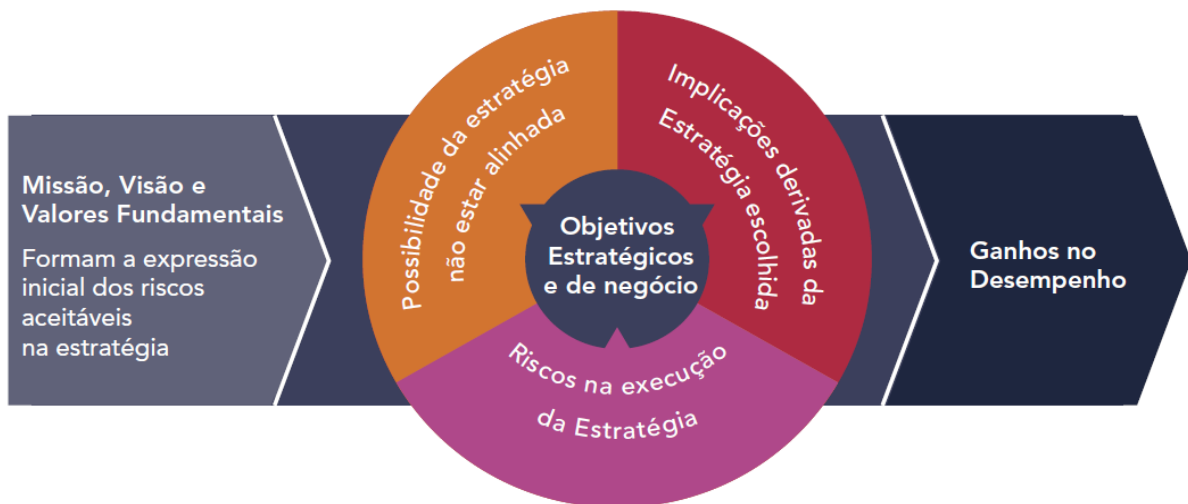 Missão, Visão e
Valores Fundamentais
Formam a expressão
inicial dos riscos
aceitáveis
na estratégia
Possibilidade da estratégia
não estar alinhada
Implicações derivadas da
Estratégia escolhida
Objetivos
Estratégicos
e de negócio
Riscos na execução
da Estratégia
Ganhos no
Desempenho